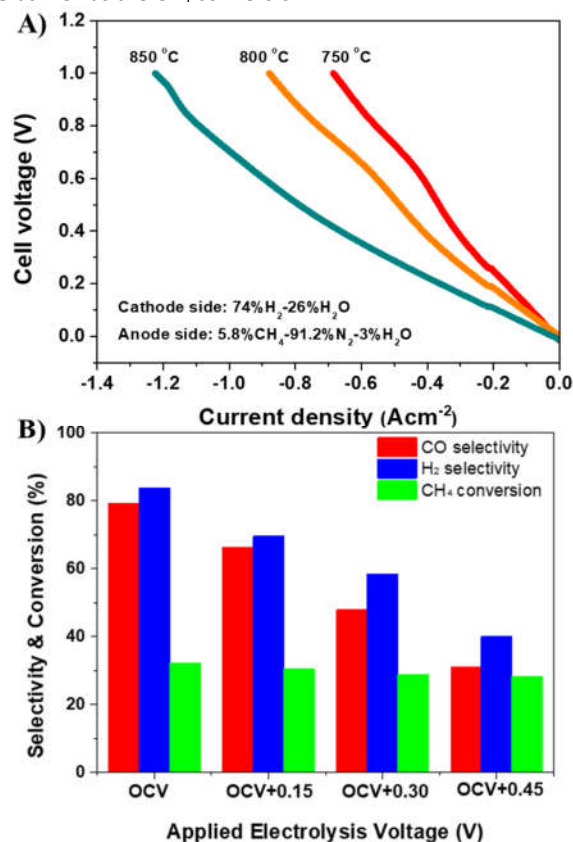 A)
850 °C
800 °C
750 °C
1.0
0.8
0.6
0.4
0.2
0.0
Cell voltage (V)
Cathode side: 74%H₂-26%H₂O
Anode side: 5.8%CH₄-91.2%N₂-3%H₂O
-1.4 -1.2 -1.0 -0.8 -0.6 -0.4 -0.2 0.0
Current density (Acm⁻²)
B)
100
80
60
40
20
0
Selectivity & Conversion (%)
CO selectivity
H₂ selectivity
CH₄ conversion
OCV OCV+0.15 OCV+0.30 OCV+0.45
Applied Electrolysis Voltage (V)